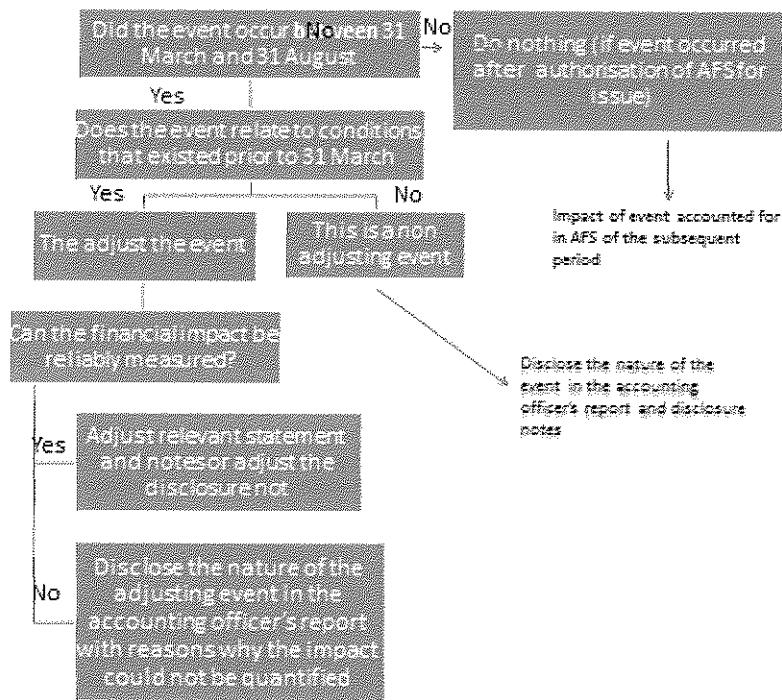 Did the event occur between 31
No
March and 31 August
No
Do nothing (if event occurred
after authorisation of AFS for
issue)
Yes
Does the event relate to conditions
that existed prior to 31 March
Yes
No
Impact of event accounted for
in AFS of the subsequent
period
The adjust the event
This is a non
adjusting event
Can the financial impact be
reliably measured?
Disclose the nature of the
event in the accounting
officer's report and disclosure
notes
Yes
Adjust relevant statement
and notes or adjust the
disclosure not
No
Disclose the nature of the
adjusting event in the
accounting officer's report
with reasons why the impact
could not be quantified